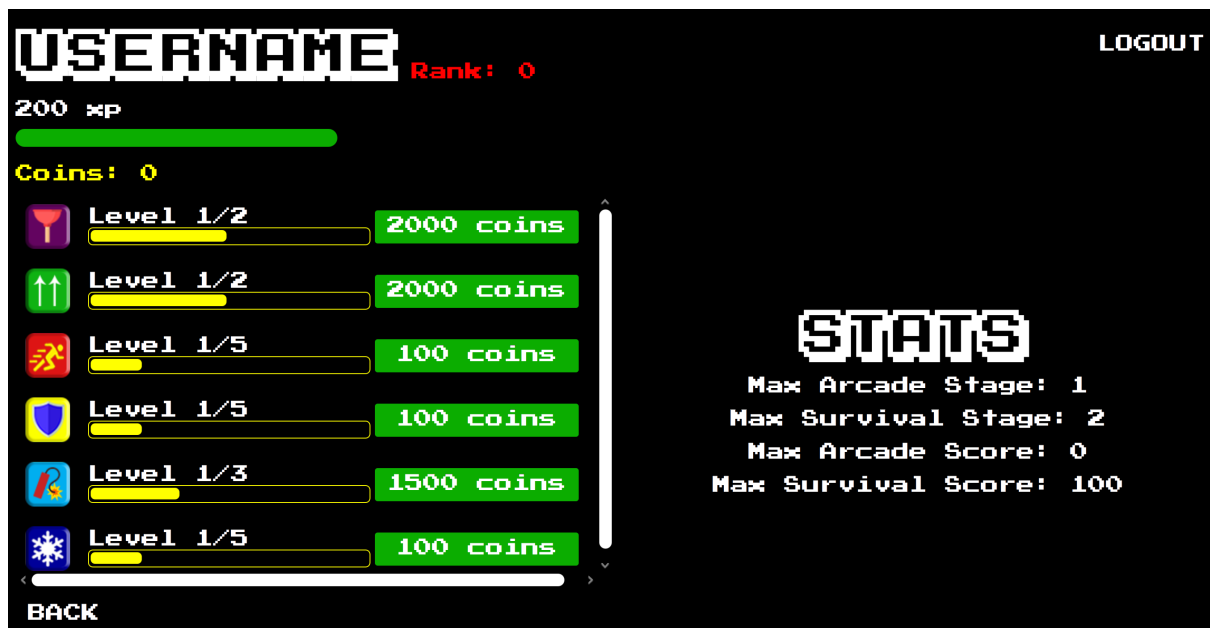 USERNAME Rank: 0
LOGOUT
200 xp
Coins: 0
Level 1/2
2000 coins
Level 1/2
2000 coins
Level 1/5
100 coins
Level 1/5
100 coins
Level 1/3
1500 coins
Level 1/5
100 coins
BACK
STATS
Max Arcade Stage: 1
Max Survival Stage: 2
Max Arcade Score: 0
Max Survival Score: 100